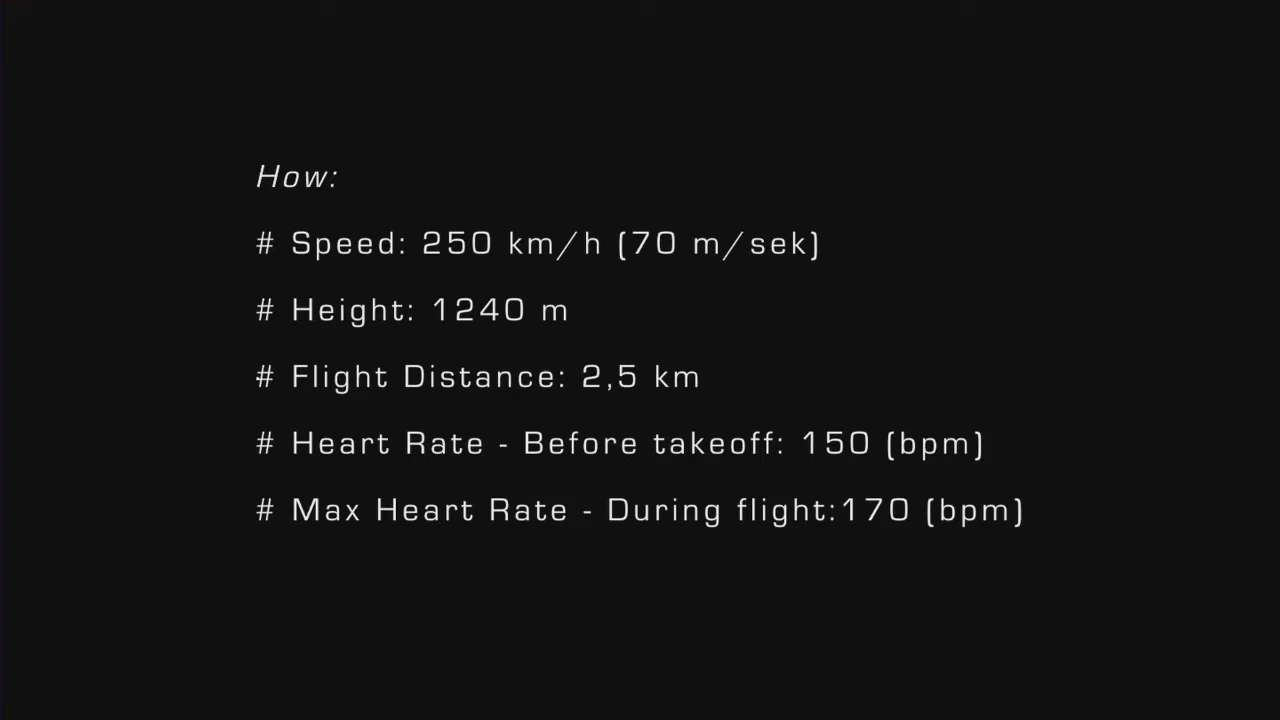 How:
# Speed: 250 km/h (70 m/sek)
# Height: 1240 m
# Flight Distance: 2,5 km
# Heart Rate - Before takeoff: 150 (bpm)
# Max Heart Rate - During flight:170 (bpm)